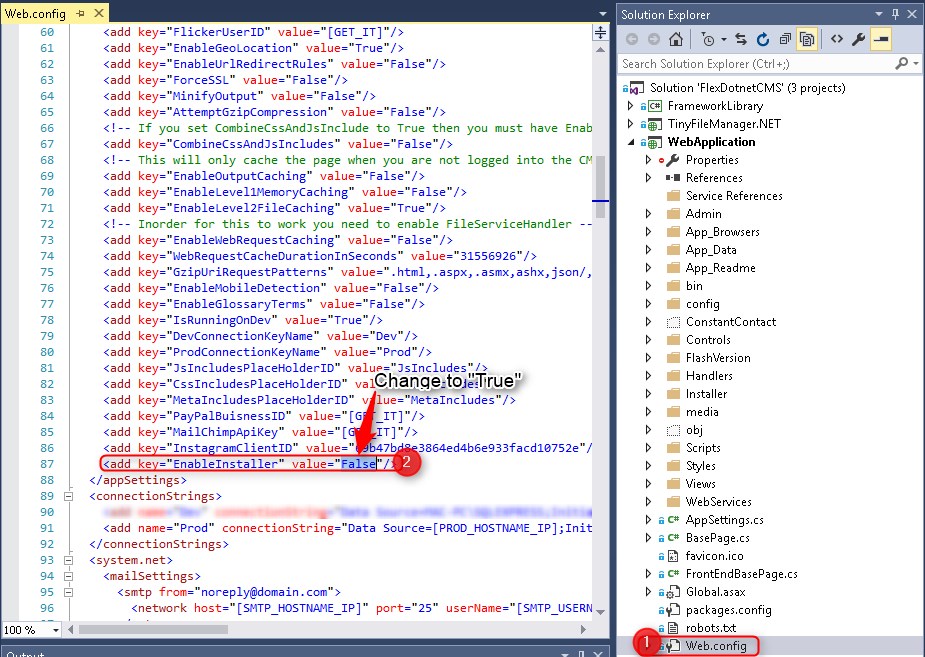 Web.config
60 <add key="FlickerUserID" value="[GET_IT]"/>
61 <add key="EnableGeoLocation" value="True"/>
62 <add key="EnableUrlRedirectRules" value="False"/>
63 <add key="ForceSSL" value="False"/>
64 <add key="MinifyOutput" value="False"/>
65 <add key="AttemptGzipCompression" value="False"/>
66 <!-- If you set CombineCssAndJsInclude to True then you must have Enab
67 <add key="CombineCssAndJsIncludes" value="False"/>
68 <!-- This will only cache the page when you are not logged into the CM
69 <add key="EnableOutputCaching" value="False"/>
70 <add key="EnableLevel1MemoryCaching" value="False"/>
71 <add key="EnableLevel2FileCaching" value="True"/>
72 <!-- Inorder for this to work you need to enable FileServiceHandler --
73 <add key="EnableWebRequestCaching" value="False"/>
74 <add key="WebRequestCacheDurationInSeconds" value="31556926"/>
75 <add key="GzipUriRequestPatterns" value=".html,.aspx,.asmx,ashx,json/,
76 <add key="EnableMobileDetection" value="False"/>
77 <add key="EnableGlossaryTerms" value="False"/>
78 <add key="IsRunningOnDev" value="True"/>
79 <add key="DevConnectionKeyName" value="Dev"/>
80 <add key="ProdConnectionKeyName" value="Prod"/>
81 <add key="JsIncludesPlaceHolderID" value="JsIncludes"/>
82 <add key="CssIncludesPlaceHolderID"
Change to "True"
83 <add key="MetaIncludesPlaceHolderID" value="MetaIncludes"/>
84 <add key="PayPalBuisnessID" value="[GET_IT]"/>
85 <add key="MailChimpApiKey"
86 <add key="InstagramClientID"
87 <add key="EnableInstaller" value="False"/> 2
88 </appSettings>
89 <connectionStrings>
90
91 <add name="Prod" connectionString="Data Source=[PROD_HOSTNAME_IP];Init
92 </connectionStrings>
93 <system.net>
94 <mailSettings>
95 <smtp from="noreply@domain.com">
96 <network host="[SMTP_HOSTNAME_IP]" port="25" userName="[SMTP_USERN
100 %
Output
Solution Explorer
Search Solution Explorer (Ctrl+;)
Solution 'FlexDotnetCMS' (3 projects)
FrameworkLibrary
TinyFileManager.NET
WebApplication
Properties
References
Service References
Admin
App_Browsers
App_Data
App_Readme
bin
config
ConstantContact
Controls
FlashVersion
Handlers
Installer
media
obj
Scripts
Styles
Views
WebServices
C# AppSettings.cs
C# BasePage.cs
favicon.ico
C# FrontEndBasePage.cs
Global.asax
packages.config
robots.txt
1 Web.config